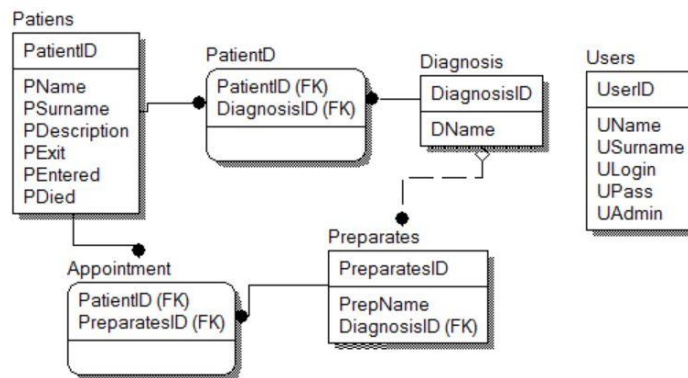 Patiens
PatientID
PName
PSurname
PDescription
PExit
PEntered
PDied
PatientD
PatientID (FK)
DiagnosisID (FK)
Diagnosis
DiagnosisID
DName
Users
UserID
UName
USurname
ULogin
UPass
UAdmin
Appointment
PatientID (FK)
PreparatesID (FK)
Preparates
PreparatesID
PrepName
DiagnosisID (FK)